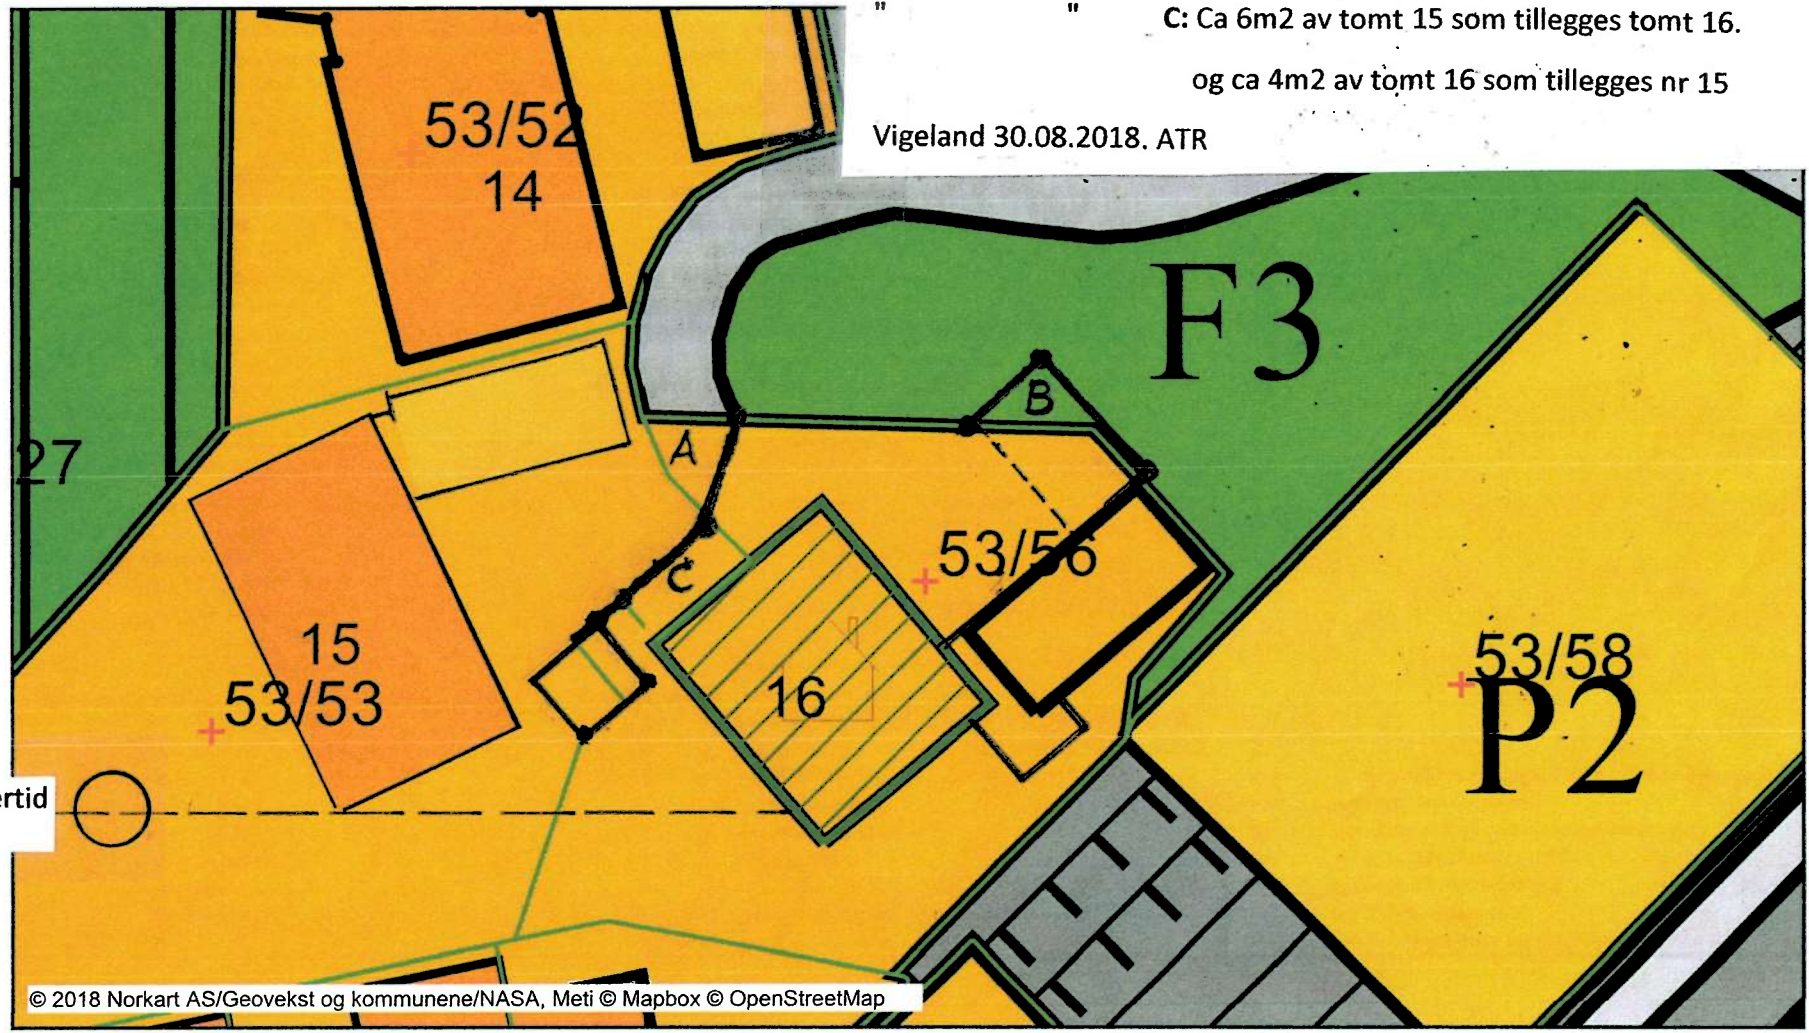 " "
C: Ca 6m2 av tomt 15 som tillegges tomt 16.
og ca 4m2 av tomt 16 som tillegges nr 15
Vigeland 30.08.2018. ATR
53/52
14
F3
B
27
A
53/56
C
15
53/53
16
53/58
P2
ertid
© 2018 Norkart AS/Geovekst og kommunene/NASA, Meti © Mapbox © OpenStreetMap